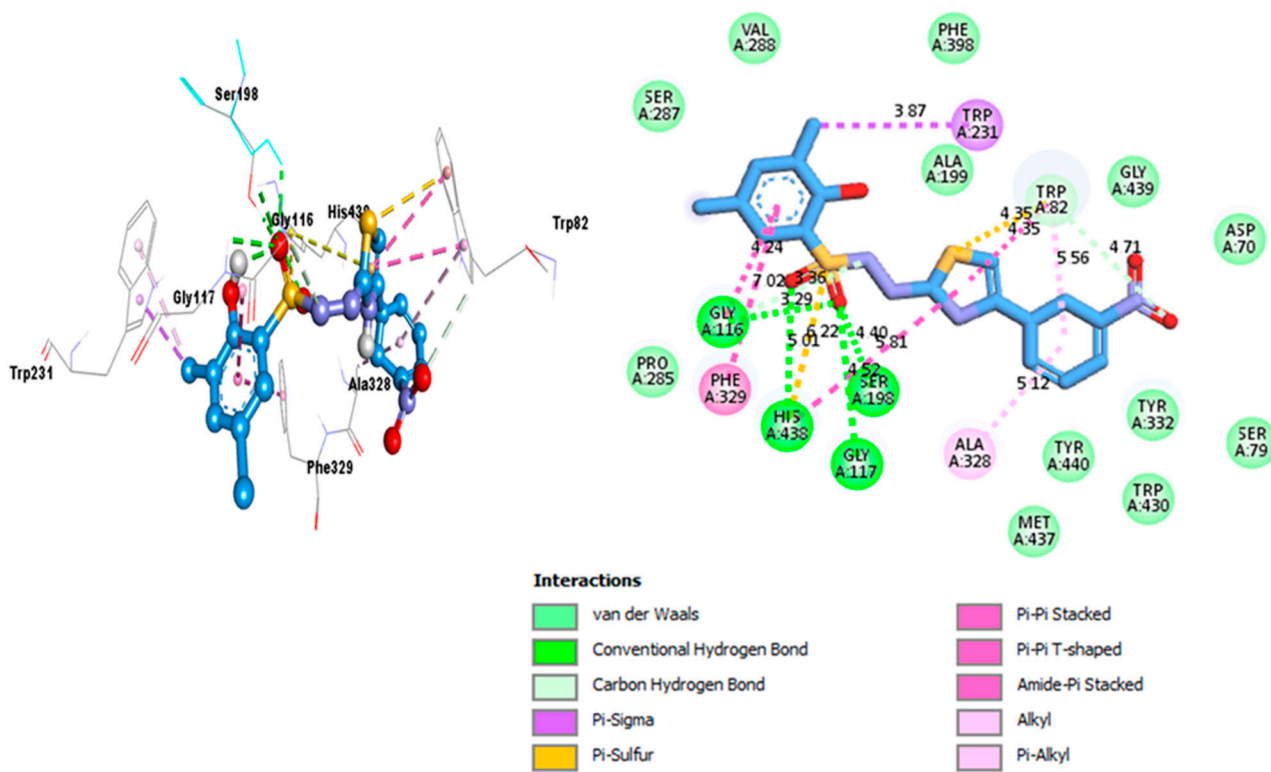 Ser198
Gly116
His438
Trp82
Gly117
Trp231
Ala328
Phe329
VAL
A:288
PHE
A:398
SER
A:287
3 87
TRP
A:231
ALA
A:199
TRP
A:82
GLY
A:439
ASP
A:70
4 35
4 35
4 71
5 56
4 24
7 02
3 36
3 29
GLY
A:116
6 22
4 40
5 01
5 81
4 52
PRO
A:285
PHE
A:329
SER
A:198
HIS
A:438
GLY
A:117
5 12
ALA
A:328
TYR
A:332
TYR
A:440
SER
A:79
TRP
A:430
MET
A:437
Interactions
van der Waals
Conventional Hydrogen Bond
Carbon Hydrogen Bond
Pi-Sigma
Pi-Sulfur
Pi-Pi Stacked
Pi-Pi T-shaped
Amide-Pi Stacked
Alkyl
Pi-Alkyl